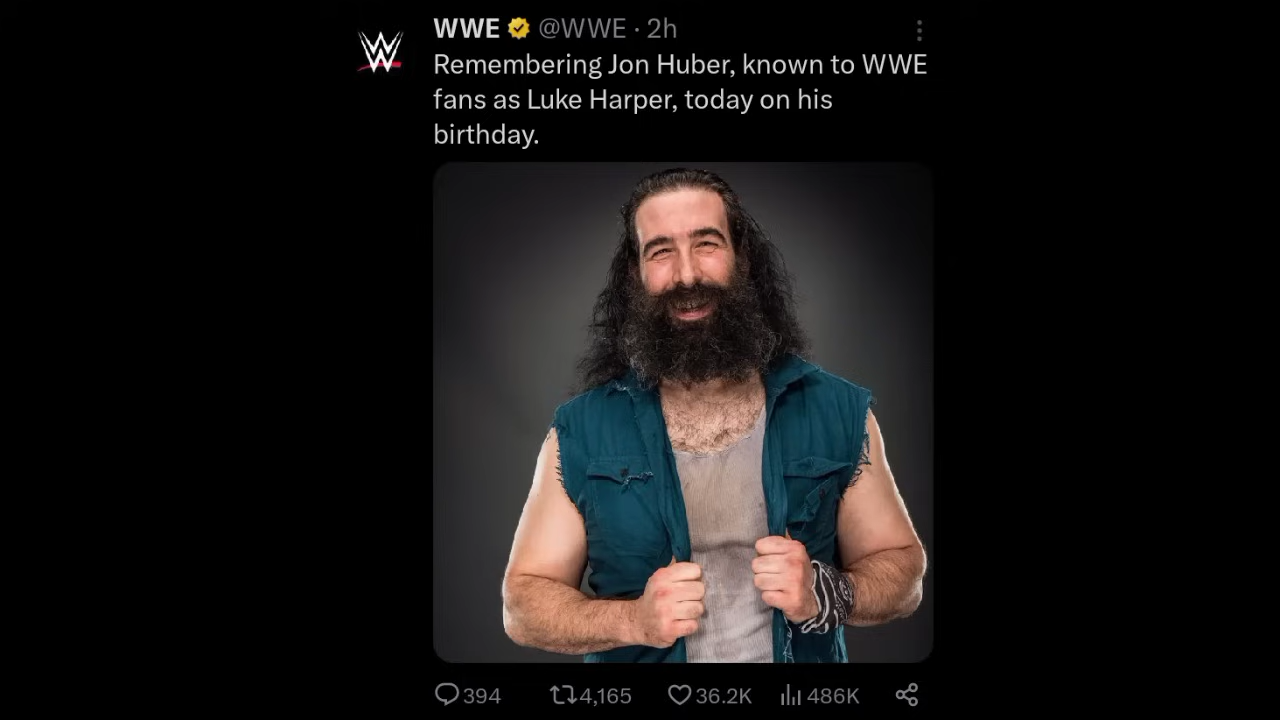 WWE @WWE · 2h
Remembering Jon Huber, known to WWE
fans as Luke Harper, today on his
birthday.
394 4,165 36.2K 486K